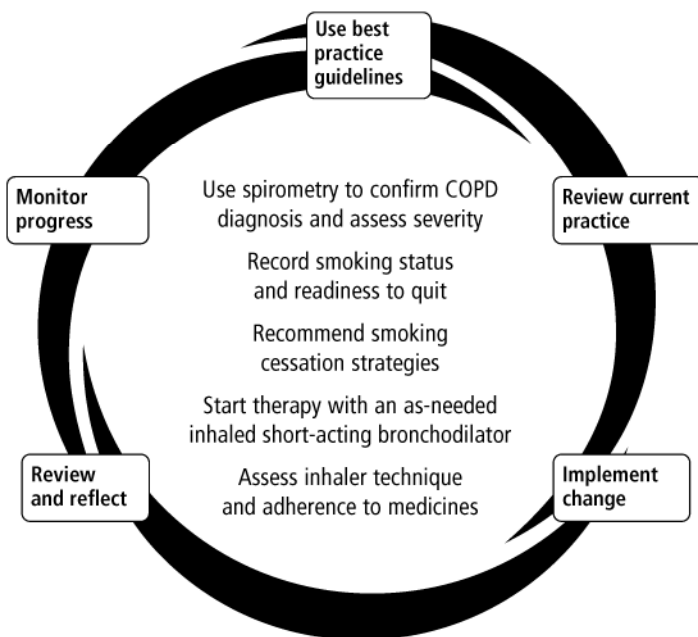 Use best
practice
guidelines
Monitor
progress
Review current
practice
Use spirometry to confirm COPD
diagnosis and assess severity
Record smoking status
and readiness to quit
Recommend smoking
cessation strategies
Start therapy with an as-needed
inhaled short-acting bronchodilator
Assess inhaler technique
and adherence to medicines
Review
and reflect
Implement
change